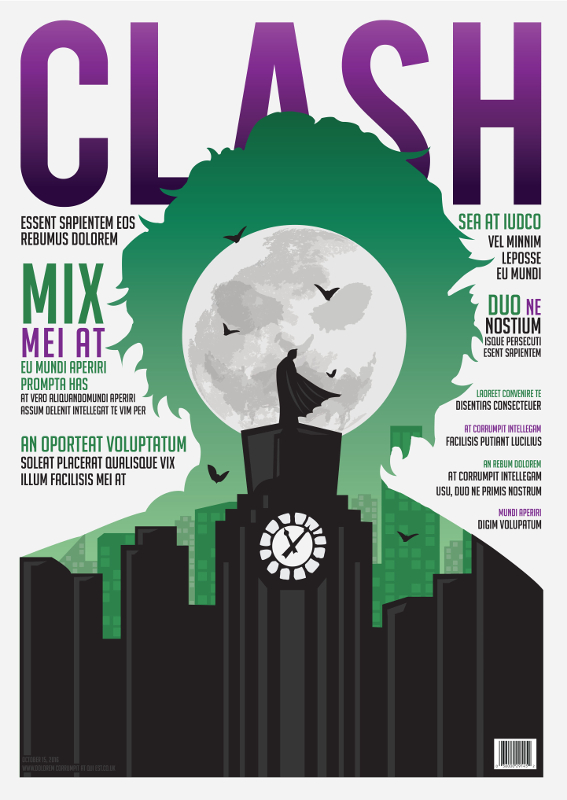 CLASH
ESSENT SAPIENTEM EOS
REBUMUS DOLOREM
MIX
MEI AT
EU MUNDI APERIRI
PROMPTA HAS
AT VERO ALIQUANDOMUNDI APERIRI
ASSUM DELENIT INTELLEGAT TE VIM PER
AN OPORTEAT VOLUPTATUM
SOLEAT PLACERAT QUALISQUE VIX
ILLUM FACILISIS MEI AT
SEA AT IUDCO
VEL MINNIM
LEPOSSE
EU MUNDI
DUO NE
NOSTIUM
ISQUE PERSECUTI
ESENT SAPIENTEM
LAOREET CONVENIRE TE
DISENTIAS CONSECTEUER
AT CORRUMPIT INTELLEGAM
FACILISIS PUTIANT LUCILIUS
AN REBUM DOLOREM
AT CORRUMPIT INTELLEGAM
USU, DUO NE PRIMIS NOSTRUM
MUNDI APERIRI
DIGIM VOLUPATUM